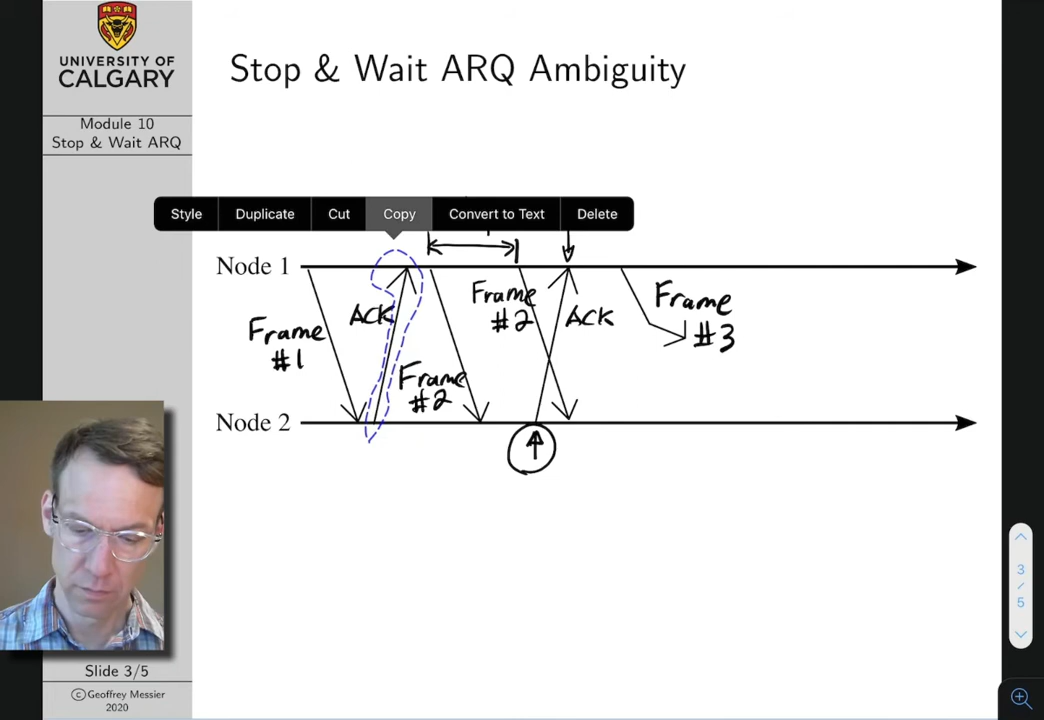 UNIVERSITY OF
CALGARY
Module 10
Stop & Wait ARQ
Stop & Wait ARQ Ambiguity
Style
Duplicate
Cut
Copy
Convert to Text
Delete
Node 1
Frame
#1
ACK
Frame
#2
Frame
#2
ACK
Frame
#3
Node 2
3
/
5
Slide 3/5
©Geoffrey Messier
2020